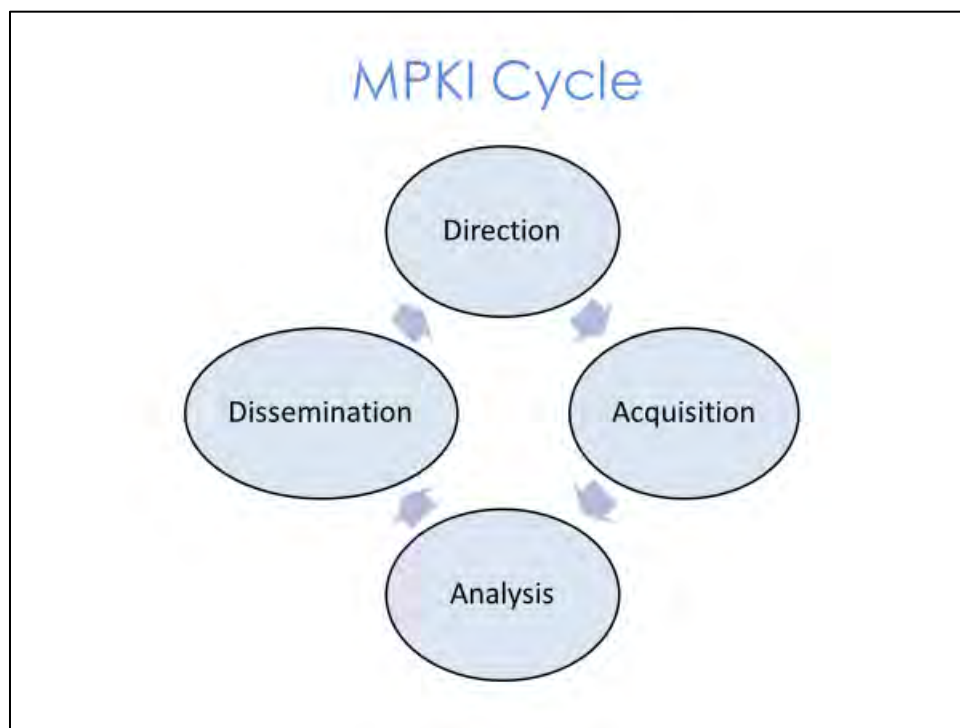 MPKI Cycle
Direction
Dissemination
Acquisition
Analysis